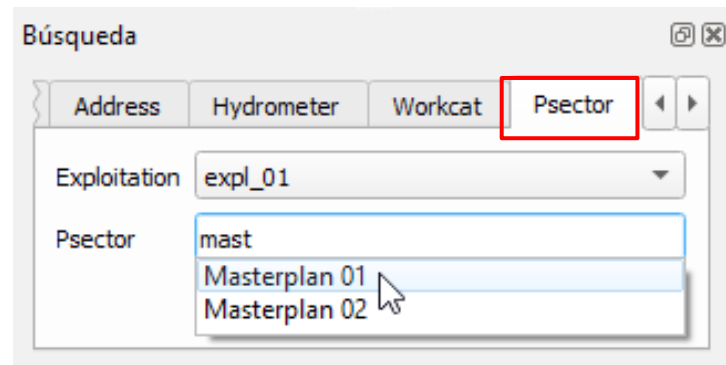 Búsqueda
Address Hydrometer Workcat Psector
Exploitation expl_01
Psector mast
Masterplan 01
Masterplan 02